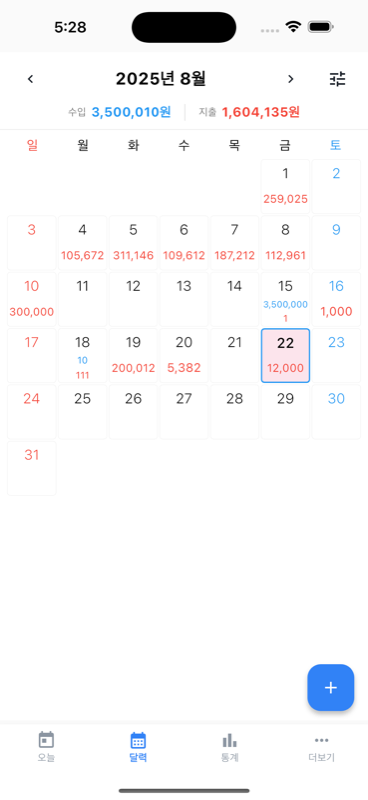 5:28
2025년 8월
수입 3,500,010원 지출 1,604,135원
일 월 화 수 목 금 토
1 2
259,025
3 4 5 6 7 8 9
105,672 311,146 109,612 187,212 112,961
10 11 12 13 14 15 16
300,000 3,500,000 1,000
1
17 18 19 20 21 22 23
10 200,012 5,382 12,000
111
24 25 26 27 28 29 30
31
+
오늘 달력 통계 더보기